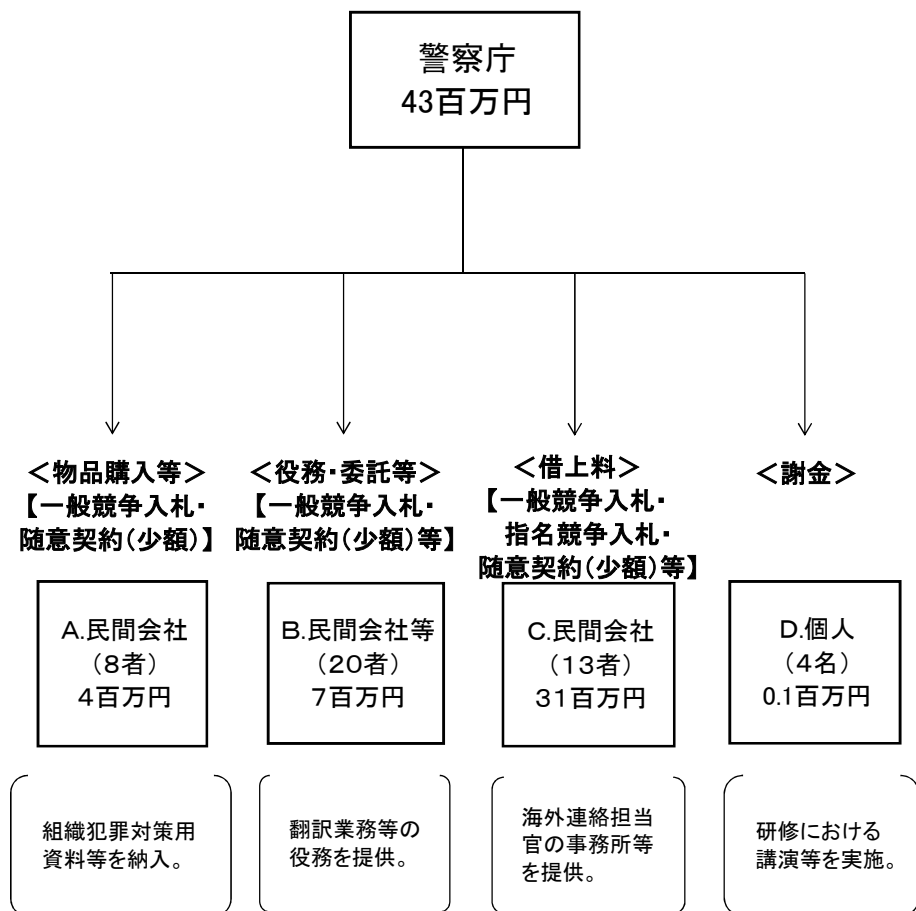 警察庁
43百万円
＜物品購入等＞
【一般競争入札・
随意契約(少額)】
＜役務・委託等＞
【一般競争入札・
随意契約(少額)等】
＜借上料＞
【一般競争入札・
指名競争入札・
随意契約(少額)等】
＜謝金＞
A.民間会社
（8者）
4百万円
B.民間会社等
（20者）
7百万円
C.民間会社
（13者）
31百万円
D.個人
（4名）
0.1百万円
組織犯罪対策用
資料等を納入。
翻訳業務等の
役務を提供。
海外連絡担当
官の事務所等
を提供。
研修における
講演等を実施。